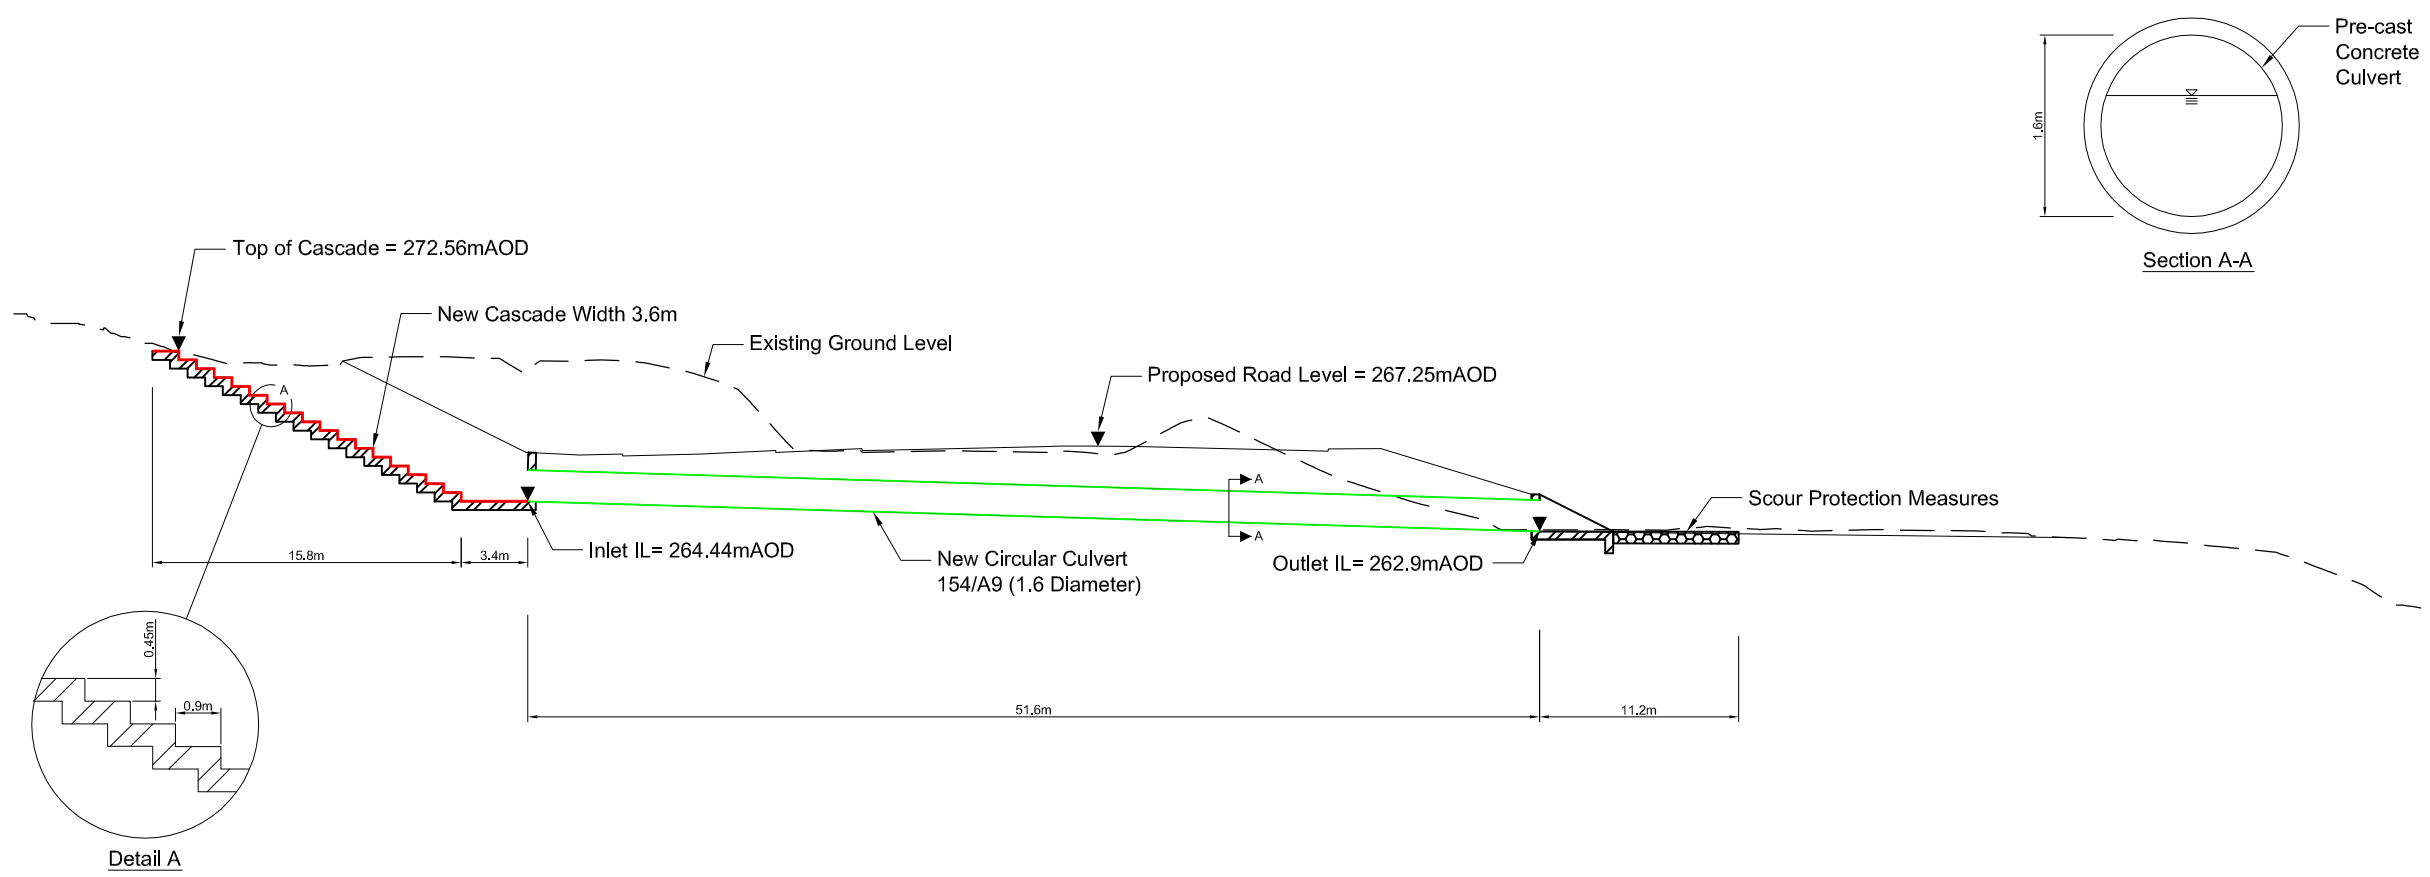 Pre-cast
Concrete
Culvert
1.6m
Section A-A
Top of Cascade = 272.56mAOD
New Cascade Width 3.6m
Existing Ground Level
Proposed Road Level = 267.25mAOD
A
A
A
Scour Protection Measures
Inlet IL= 264.44mAOD
15.8m
3.4m
New Circular Culvert
154/A9 (1.6 Diameter)
Outlet IL= 262.9mAOD
0.45m
0.9m
51.6m
11.2m
Detail A